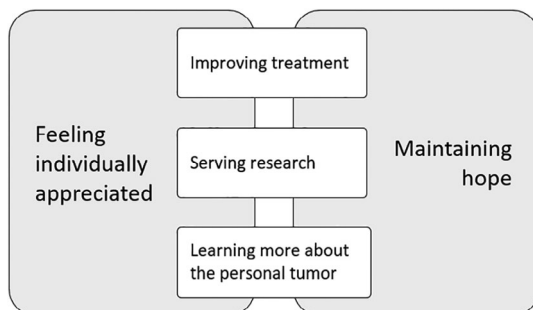 Improving treatment
Feeling
individually
appreciated
Serving research
Maintaining
hope
Learning more about
the personal tumor